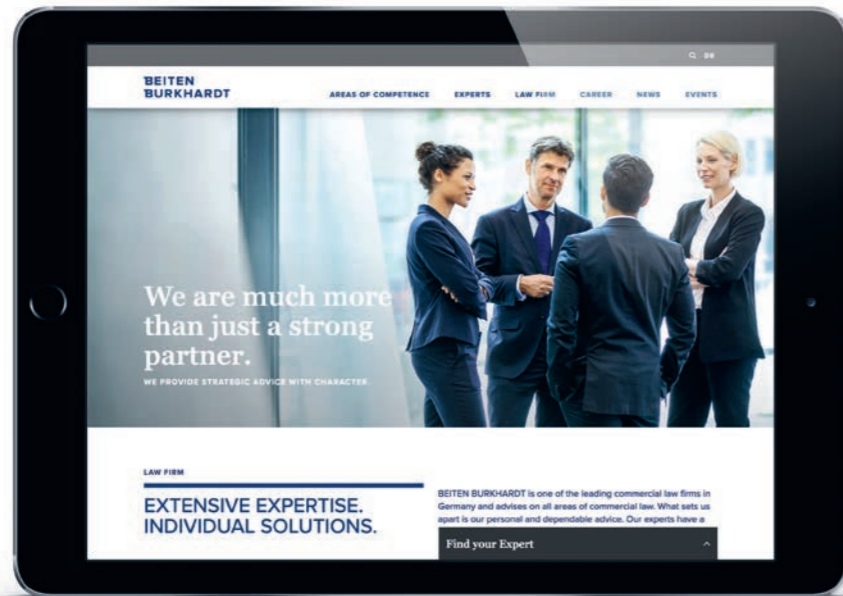 DE
BEITEN
BURKHARDT
AREAS OF COMPETENCE EXPERTS LAW FIRM CAREER NEWS EVENTS
We are much more
than just a strong
partner.
WE PROVIDE STRATEGIC ADVICE WITH CHARACTER.
LAW FIRM
EXTENSIVE EXPERTISE.
INDIVIDUAL SOLUTIONS.
BEITEN BURKHARDT is one of the leading commercial law firms in
Germany and advises on all areas of commercial law. What sets us
apart is our personal and dependable advice. Our experts have a
Find your Expert